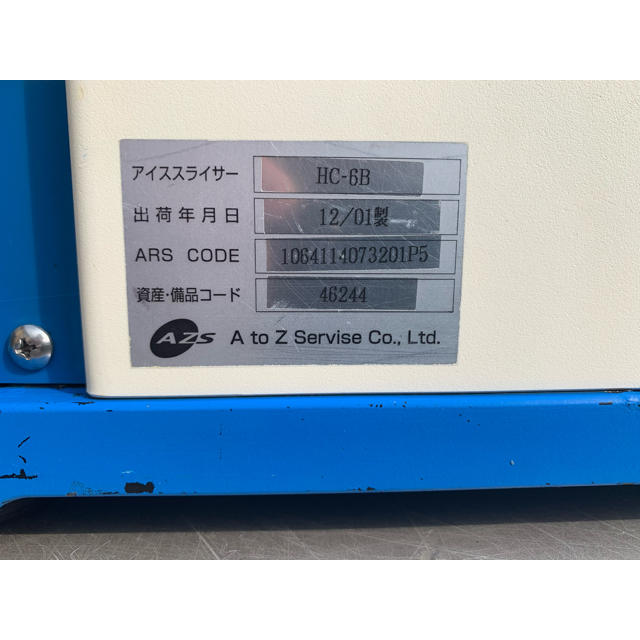 アイススライサー HC-6B
出荷年月日 12/01製
ARS CODE 1064114073201P5
資産・備品コード 46244
AZS A to Z Servise Co., Ltd.